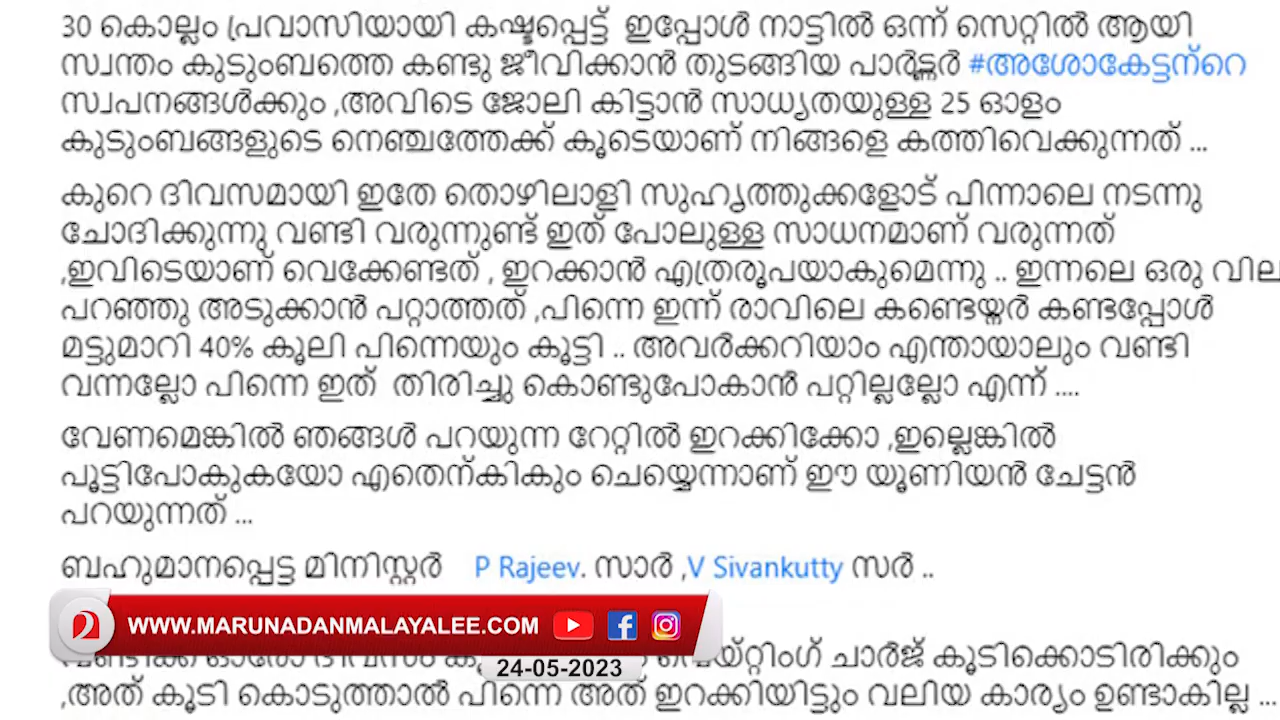 30 കൊല്ലം പ്രവാസിയായി കഷ്ടപ്പെട്ട് ഇപ്പോൾ നാട്ടിൽ ഒന്ന് സെറ്റിൽ ആയി
സ്വന്തം കുടുംബത്തെ കണ്ടു ജീവിക്കാൻ തുടങ്ങിയ പാർട്ണർ #അശോകേട്ടന്റെ
സ്വപനങ്ങൾക്കും ,അവിടെ ജോലി കിട്ടാൻ സാധ്യതയുള്ള 25 ഓളം
കുടുംബങ്ങളുടെ നെഞ്ചത്തേക്ക് കൂടെയാണ് നിങ്ങളെ കത്തിവെക്കുന്നത് ...
കുറെ ദിവസമായി ഇതേ തൊഴിലാളി സുഹൃത്തുക്കളോട് പിന്നാലെ നടന്നു
ചോദിക്കുന്നു വണ്ടി വരുന്നുണ്ട് ഇത് പോലുള്ള സാധനമാണ് വരുന്നത്
,ഇവിടെയാണ് വെക്കേണ്ടത് , ഇറക്കാൻ എത്രരൂപയാകുമെന്നു .. ഇന്നലെ ഒരു വില
പറഞ്ഞു അടുക്കാൻ പറ്റാത്തത് ,പിന്നെ ഇന്ന് രാവിലെ കണ്ടെയ്നർ കണ്ടപ്പോൾ
മട്ടുമാറി 40% കൂലി പിന്നെയും കൂട്ടി .. അവർക്കറിയാം എന്തായാലും വണ്ടി
വന്നല്ലോ പിന്നെ ഇത് തിരിച്ചു കൊണ്ടുപോകാൻ പറ്റില്ലല്ലോ എന്ന് ....
വേണമെങ്കിൽ ഞങ്ങൾ പറയുന്ന റേറ്റിൽ ഇറക്കിക്കോ ,ഇല്ലെങ്കിൽ
പൂട്ടിപോകുകയോ എതെന്കികും ചെയ്യെന്നാണ് ഈ യൂണിയൻ ചേട്ടൻ
പറയുന്നത് ...
ബഹുമാനപ്പെട്ട മിനിസ്റ്റർ P Rajeev. സാർ ,V Sivankutty സർ ..
WWW.MARUNADANMALAYALEE.COM
വെയ്റ്റിംഗ് ചാർജ് കൂടിക്കൊടിരിക്കും
24-05-2023
,അത് കൂടി കൊടുത്താൽ പിന്നെ അത് ഇറക്കിയിട്ടും വലിയ കാര്യം ഉണ്ടാകില്ല ...